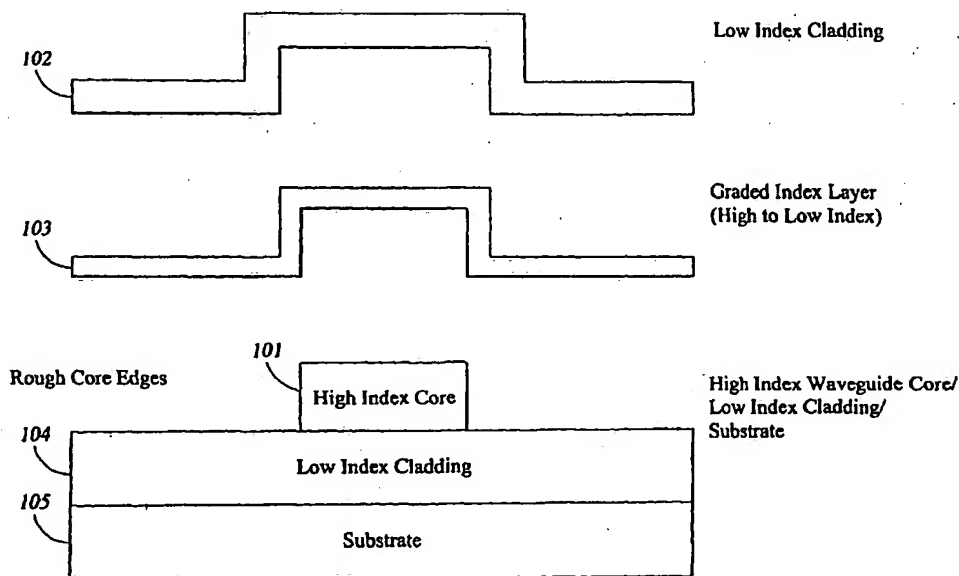 Low Index Cladding
102
Graded Index Layer
(High to Low Index)
103
101
Rough Core Edges
High Index Core
High Index Waveguide Core/
Low Index Cladding/
Substrate
104
Low Index Cladding
105
Substrate